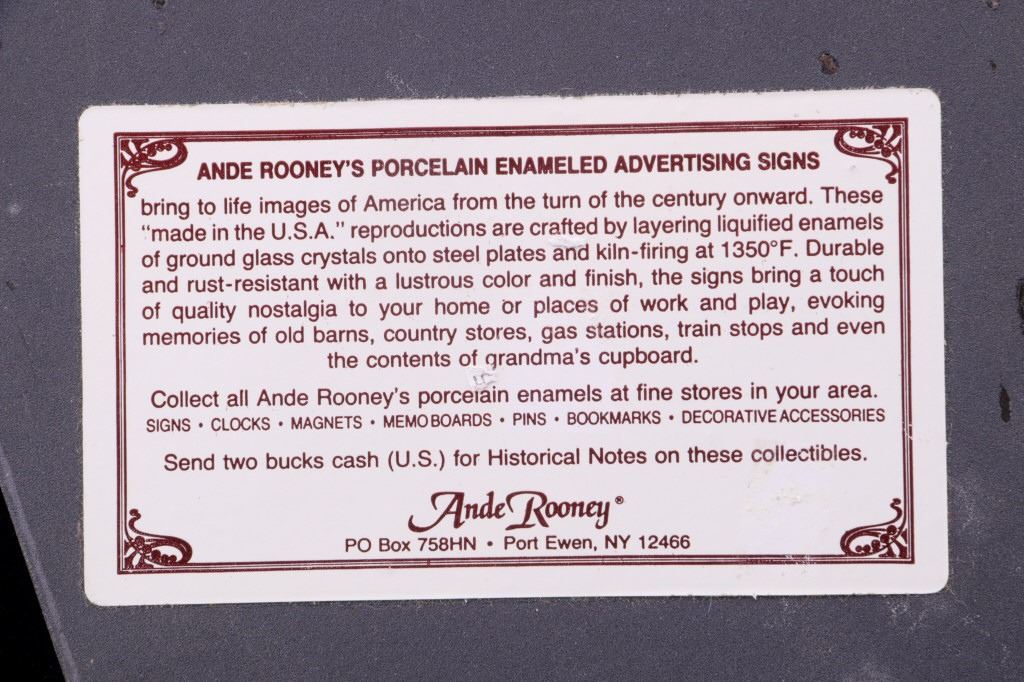 ANDE ROONEY'S PORCELAIN ENAMELED ADVERTISING SIGNS
bring to life images of America from the turn of the century onward. These
"made in the U.S.A." reproductions are crafted by layering liquified enamels
of ground glass crystals onto steel plates and kiln-firing at 1350°F. Durable
and rust-resistant with a lustrous color and finish, the signs bring a touch
of quality nostalgia to your home or places of work and play, evoking
memories of old barns, country stores, gas stations, train stops and even
the contents of grandma's cupboard.
Collect all Ande Rooney's porcelain enamels at fine stores in your area.
SIGNS • CLOCKS • MAGNETS • MEMO BOARDS • PINS • BOOKMARKS • DECORATIVE ACCESSORIES
Send two bucks cash (U.S.) for Historical Notes on these collectibles.
Ande Rooney®
PO Box 758HN • Port Ewen, NY 12466